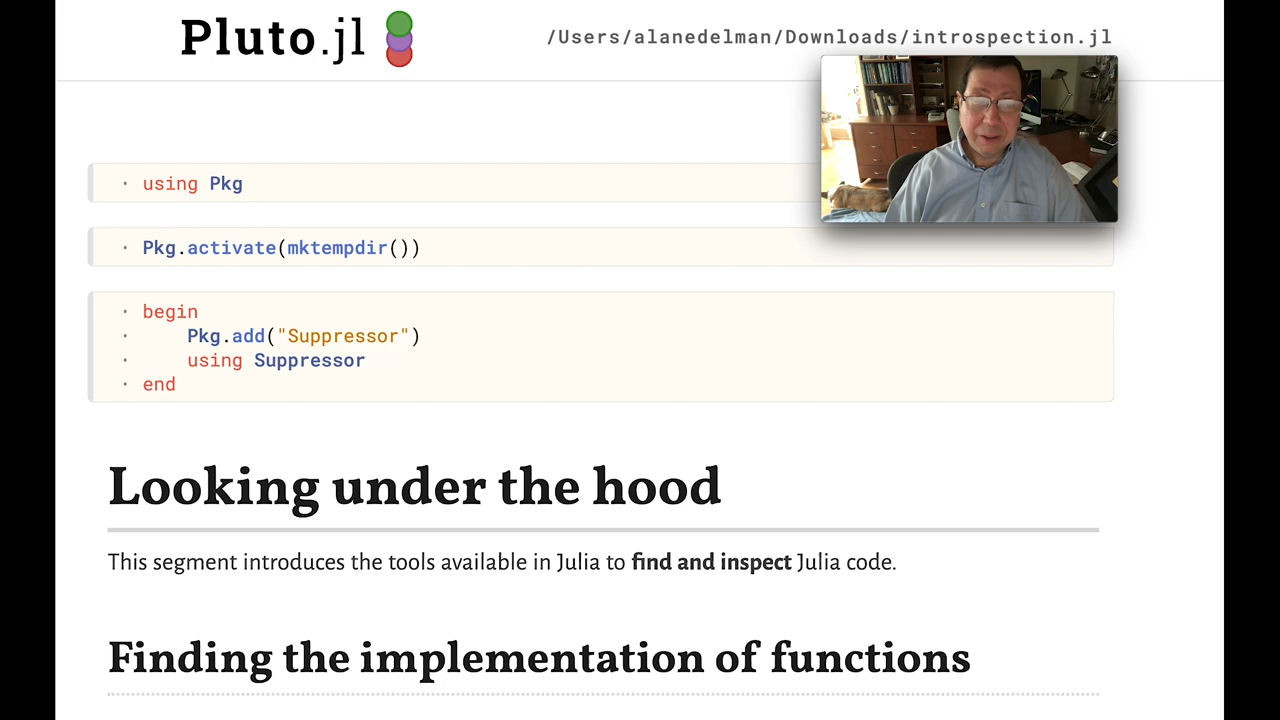 Pluto.jl
/Users/alanedelman/Downloads/introspection.jl
using Pkg
Pkg.activate(mktempdir())
begin
Pkg.add("Suppressor")
using Suppressor
end
Looking under the hood
This segment introduces the tools available in Julia to find and inspect Julia code.
Finding the implementation of functions